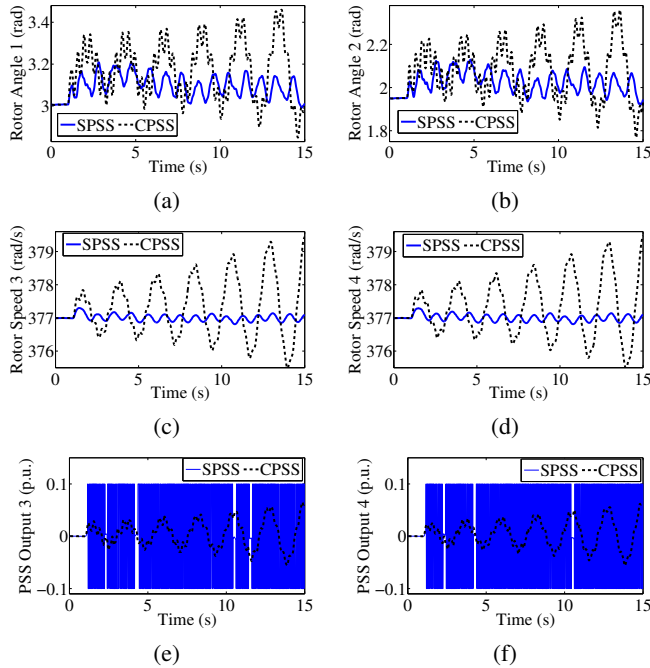 Rotor Angle 1 (rad)
3.4
3.2
3
SPSS CPSS
0 5 10 15
Time (s)
(a)
Rotor Angle 2 (rad)
2.2
2
1.8
SPSS CPSS
0 5 10 15
Time (s)
(b)
Rotor Speed 3 (rad/s)
379
378
377
376
SPSS CPSS
0 5 10 15
Time (s)
(c)
Rotor Speed 4 (rad/s)
379
378
377
376
SPSS CPSS
0 5 10 15
Time (s)
(d)
PSS Output 3 (p.u.)
0.1
0
−0.1
SPSS CPSS
0 5 10 15
Time (s)
(e)
PSS Output 4 (p.u.)
0.1
0
−0.1
SPSS CPSS
0 5 10 15
Time (s)
(f)